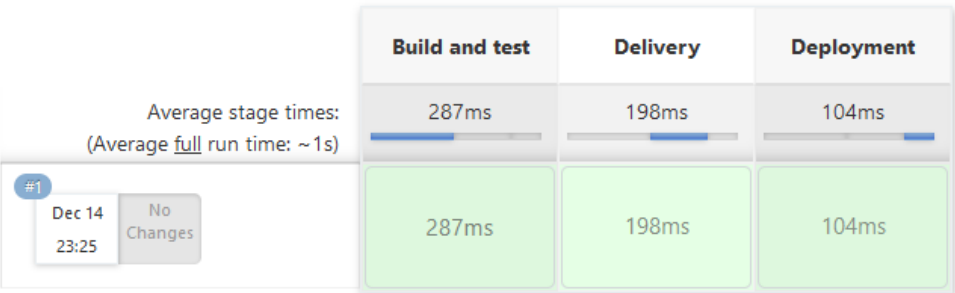 Build and test Delivery Deployment
Average stage times: 287ms 198ms 104ms
(Average full run time: ~1s)
#1
Dec 14 No
23:25 Changes
287ms 198ms 104ms